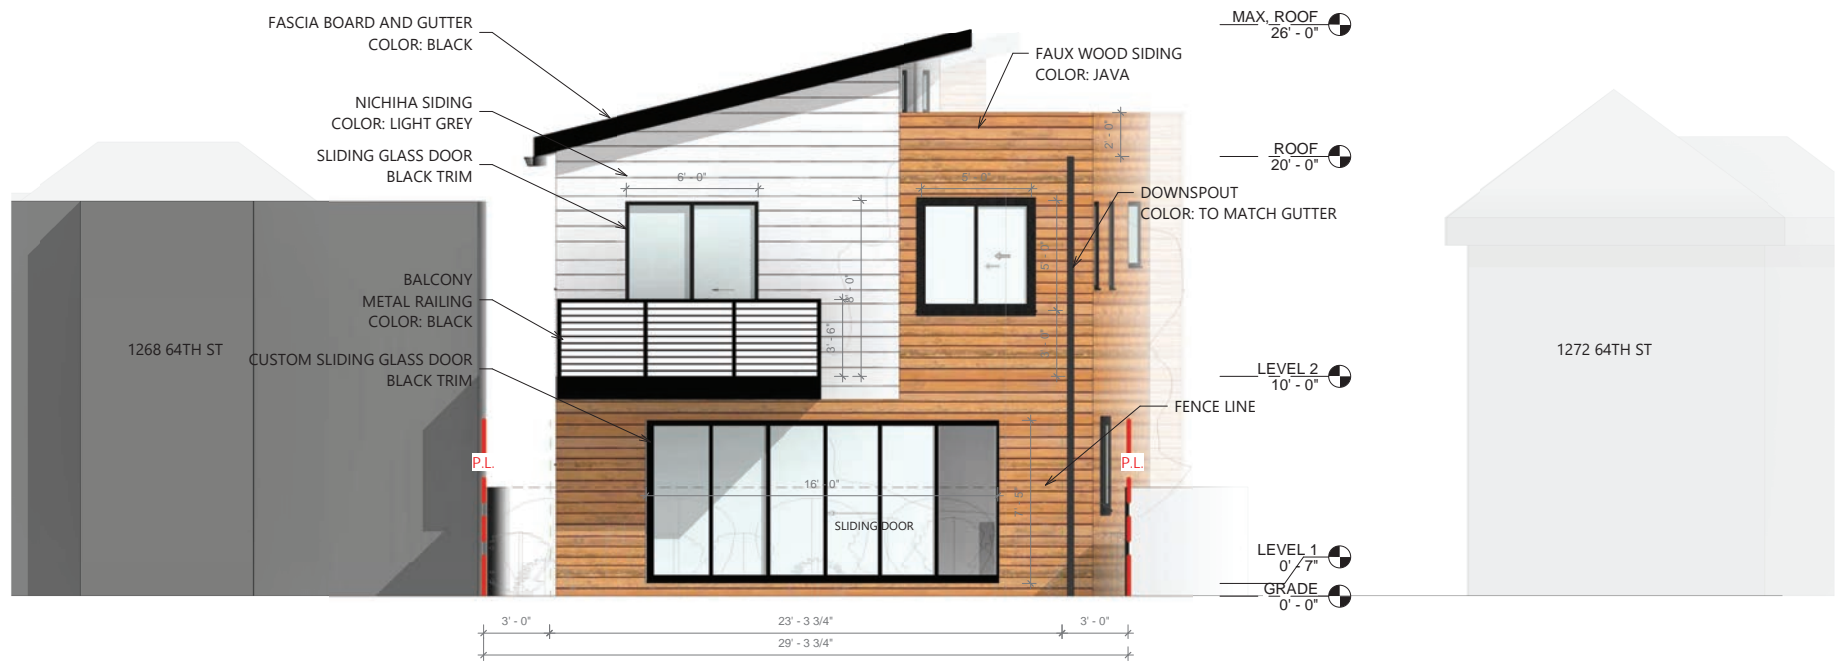 FASCIA BOARD AND GUTTER
COLOR: BLACK
NICHIHA SIDING
COLOR: LIGHT GREY
SLIDING GLASS DOOR
BLACK TRIM
BALCONY
METAL RAILING
COLOR: BLACK
CUSTOM SLIDING GLASS DOOR
BLACK TRIM
1268 64TH ST
P.L.
6' - 0"
8' - 0"
3' - 6"
16' - 0"
SLIDING DOOR
FAUX WOOD SIDING
COLOR: JAVA
2' - 0"
DOWNSPOUT
COLOR: TO MATCH GUTTER
FENCE LINE
P.L.
MAX. ROOF
26' - 0"
ROOF
20' - 0"
LEVEL 2
10' - 0"
LEVEL 1
0' - 7"
GRADE
0' - 0"
1272 64TH ST
3' - 0"
23' - 3 3/4"
3' - 0"
29' - 3 3/4"